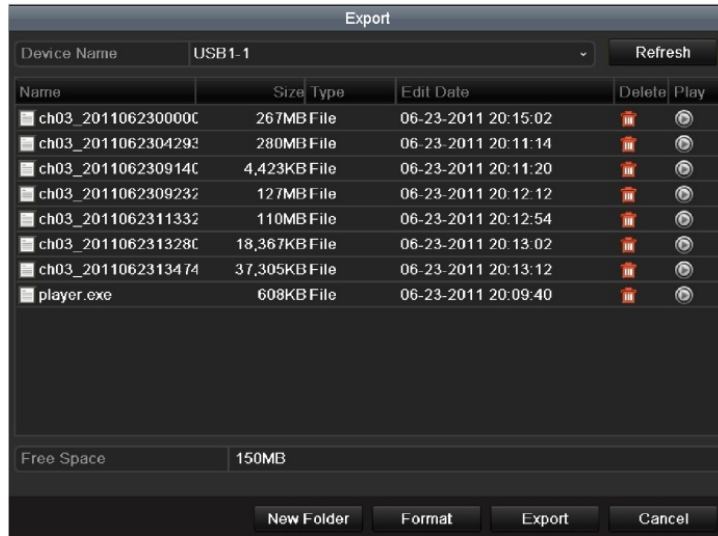 Export
Device Name USB1-1 Refresh
Name Size Type Edit Date Delete Play
ch03_201106230000C 267MB File 06-23-2011 20:15:02
ch03_2011062304293 280MB File 06-23-2011 20:11:14
ch03_201106230914C 4,423KB File 06-23-2011 20:11:20
ch03_2011062309232 127MB File 06-23-2011 20:12:12
ch03_2011062311332 110MB File 06-23-2011 20:12:54
ch03_201106231328C 18,367KB File 06-23-2011 20:13:02
ch03_2011062313474 37,305KB File 06-23-2011 20:13:12
player.exe 608KB File 06-23-2011 20:09:40
Free Space 150MB
New Folder Format Export Cancel